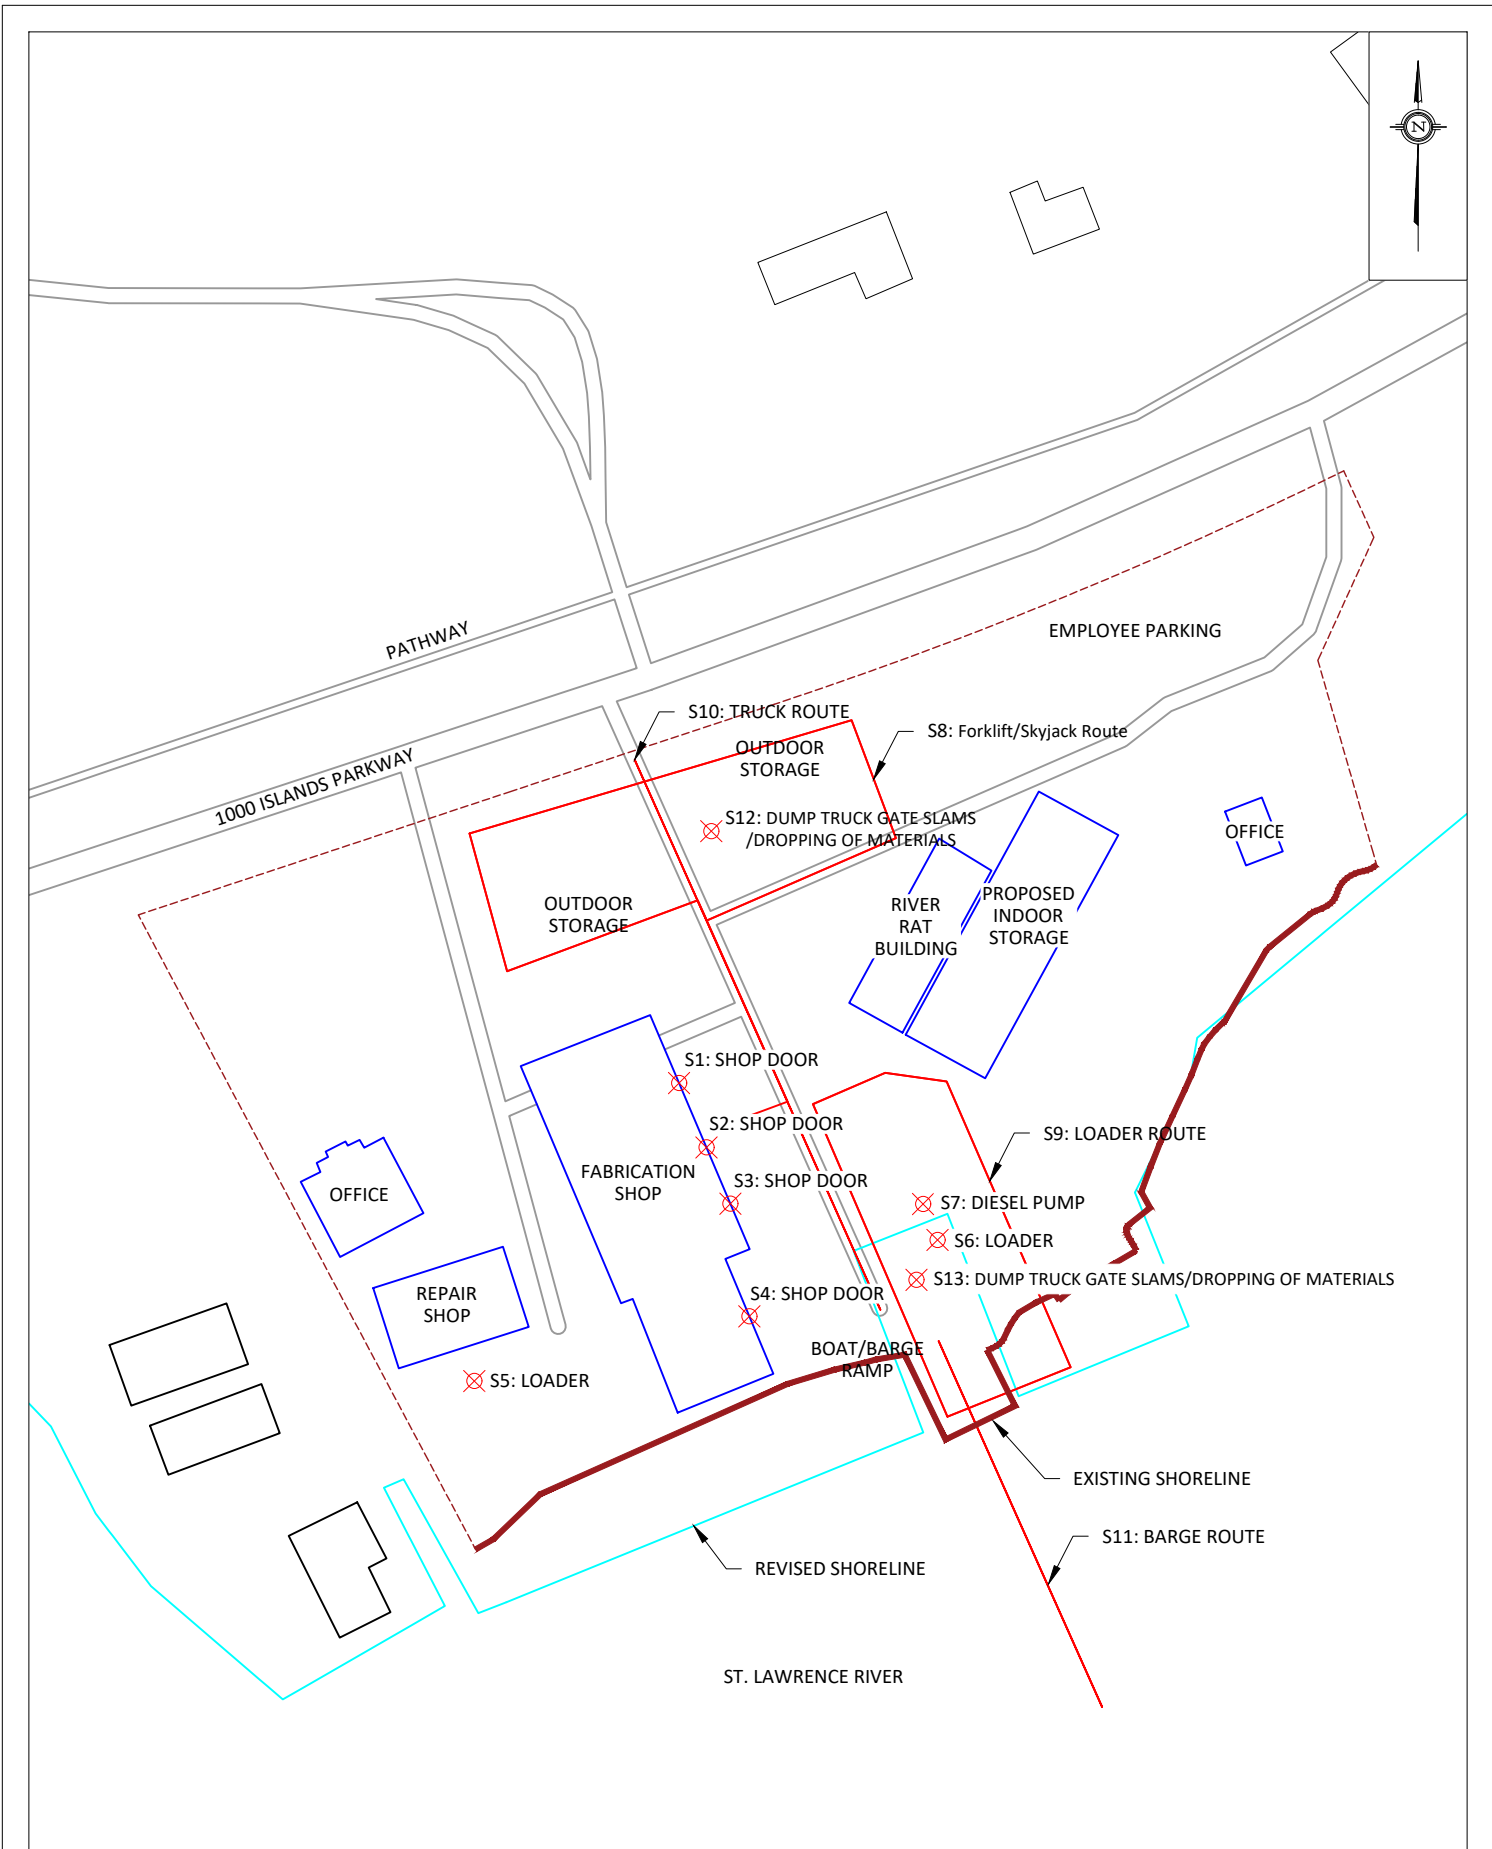 N
PATHWAY
EMPLOYEE PARKING
S10: TRUCK ROUTE
S8: Forklift/Skyjack Route
OUTDOOR
STORAGE
1000 ISLANDS PARKWAY
S12: DUMP TRUCK GATE SLAMS
/DROPPING OF MATERIALS
OFFICE
OUTDOOR
STORAGE
RIVER
RAT
BUILDING
PROPOSED
INDOOR
STORAGE
S1: SHOP DOOR
S2: SHOP DOOR
S9: LOADER ROUTE
FABRICATION
SHOP
S3: SHOP DOOR
OFFICE
S7: DIESEL PUMP
S6: LOADER
S13: DUMP TRUCK GATE SLAMS/DROPPING OF MATERIALS
REPAIR
SHOP
S4: SHOP DOOR
BOAT/BARGE
RAMP
S5: LOADER
EXISTING SHORELINE
S11: BARGE ROUTE
REVISED SHORELINE
ST. LAWRENCE RIVER